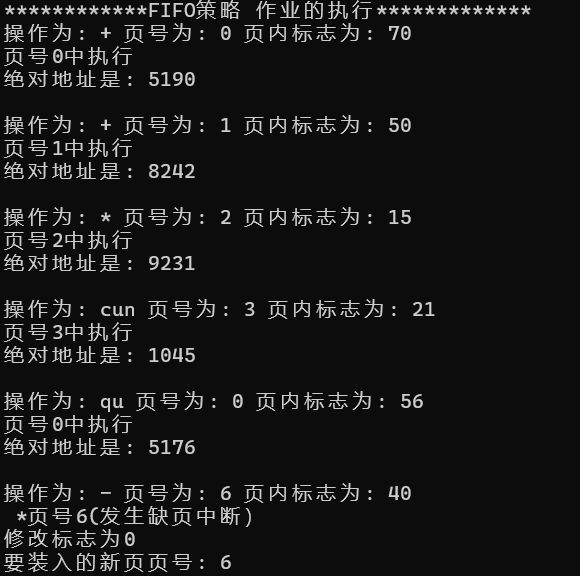 ************FIFO策略 作业的执行*************
操作为: + 页号为: 0 页内标志为: 70
页号0中执行
绝对地址是: 5190
操作为: + 页号为: 1 页内标志为: 50
页号1中执行
绝对地址是: 8242
操作为: * 页号为: 2 页内标志为: 15
页号2中执行
绝对地址是: 9231
操作为: cun 页号为: 3 页内标志为: 21
页号3中执行
绝对地址是: 1045
操作为: qu 页号为: 0 页内标志为: 56
页号0中执行
绝对地址是: 5176
操作为: - 页号为: 6 页内标志为: 40
*页号6(发生缺页中断)
修改标志为0
要装入的新页页号: 6